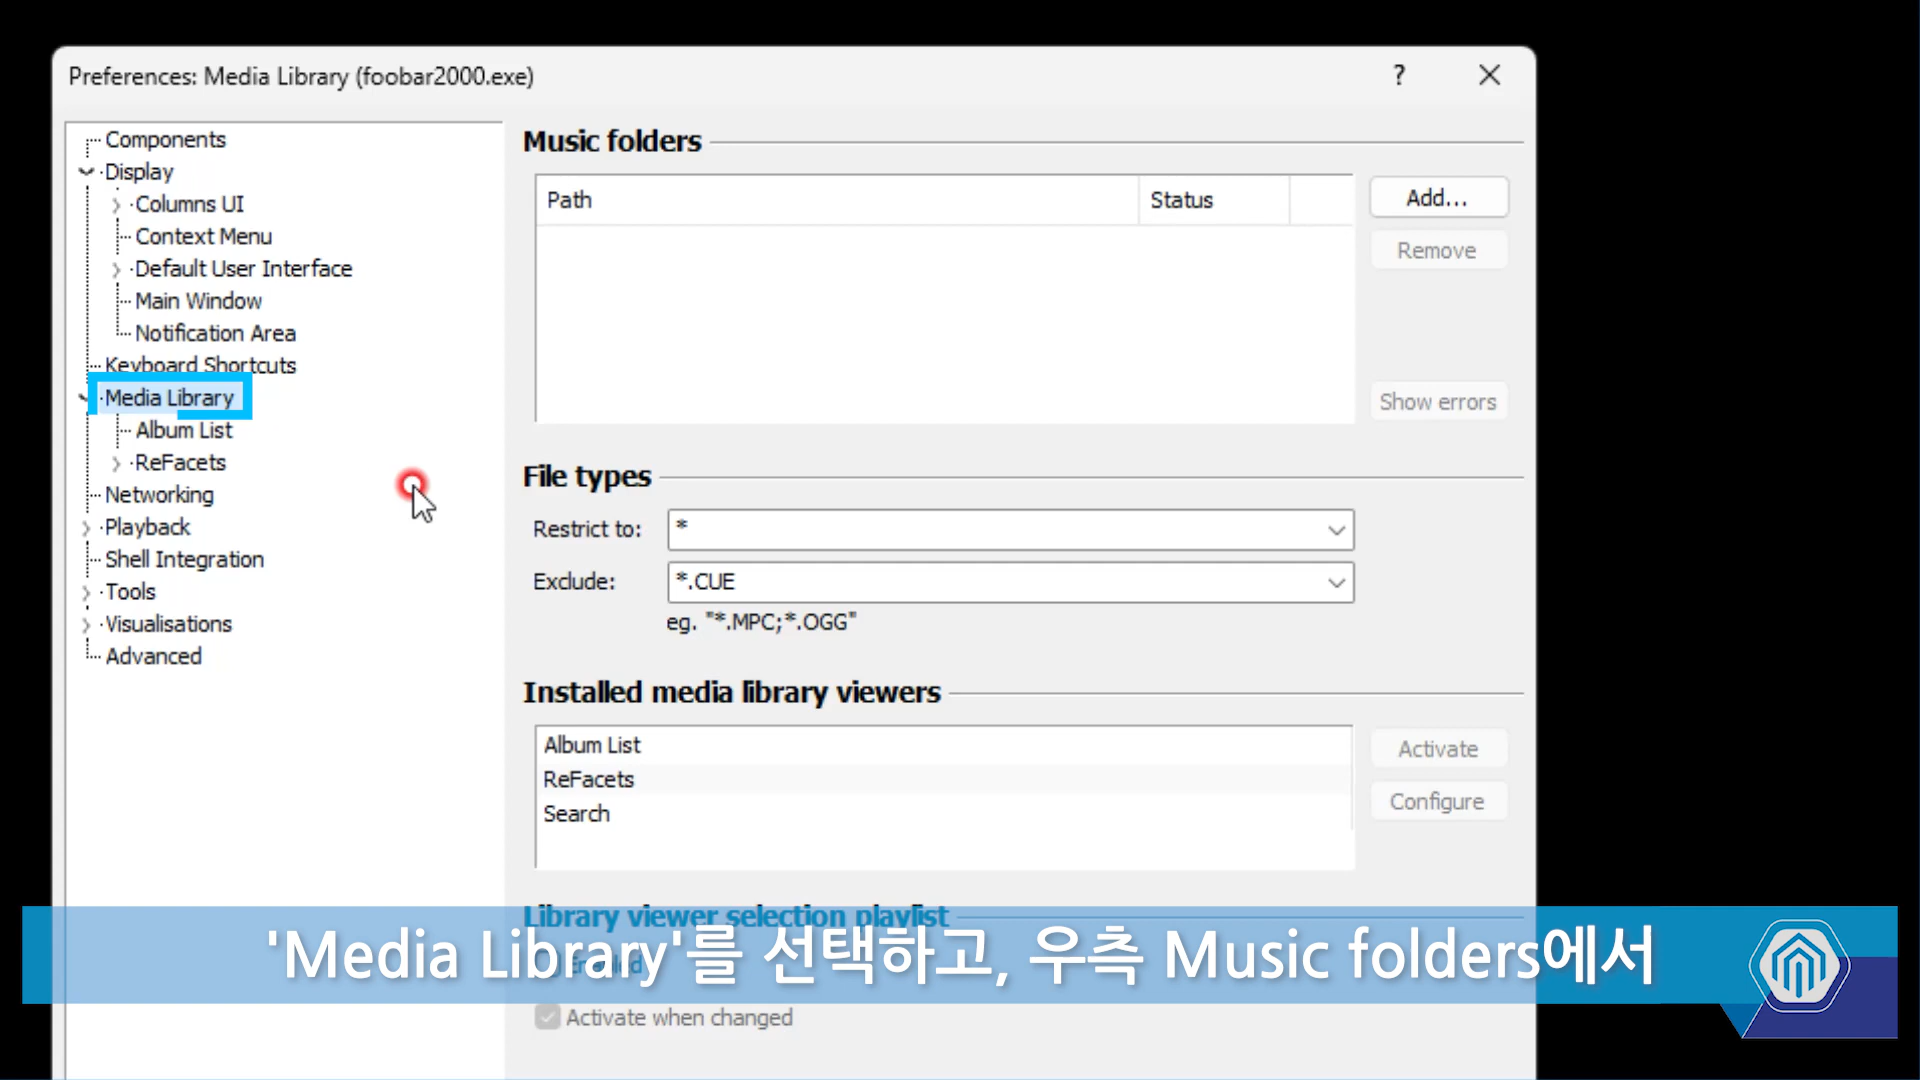 Preferences: Media Library (foobar2000.exe)
?
Components
Display
Columns UI
Context Menu
Default User Interface
Main Window
Notification Area
Keyboard Shortcuts
Media Library
Album List
ReFacets
Networking
Playback
Shell Integration
Tools
Visualisations
Advanced
Music folders
Path Status
Add...
Remove
Show errors
File types
Restrict to: *
Exclude: *.CUE
eg. "*.MPC;*.OGG"
Installed media library viewers
Album List
ReFacets
Search
Activate
Configure
Library viewer selection playlist
Enabled
Activate when changed
'Media Library'를 선택하고, 우측 Music folders에서